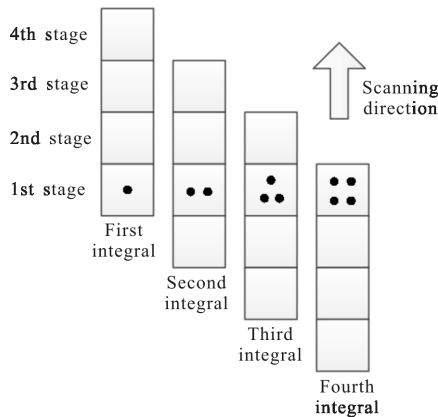 4th stage
3rd stage
2nd stage
1st stage
Scanning
direction
First
integral
Second
integral
Third
integral
Fourth
integral